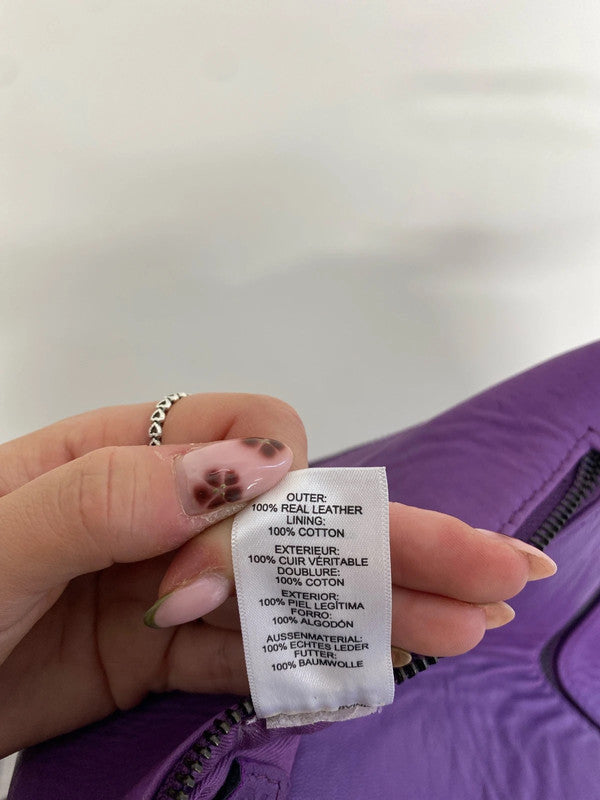 OUTER:
100% REAL LEATHER
LINING:
100% COTTON
EXTERIEUR:
100% CUIR VÉRITABLE
DOUBLURE:
100% COTON
EXTERIOR:
100% PIEL LEGÍTIMA
FORRO:
100% ALGODÓN
AUSSENMATERIAL:
100% ECHTES LEDER
FUTTER:
100% BAUMWOLLE